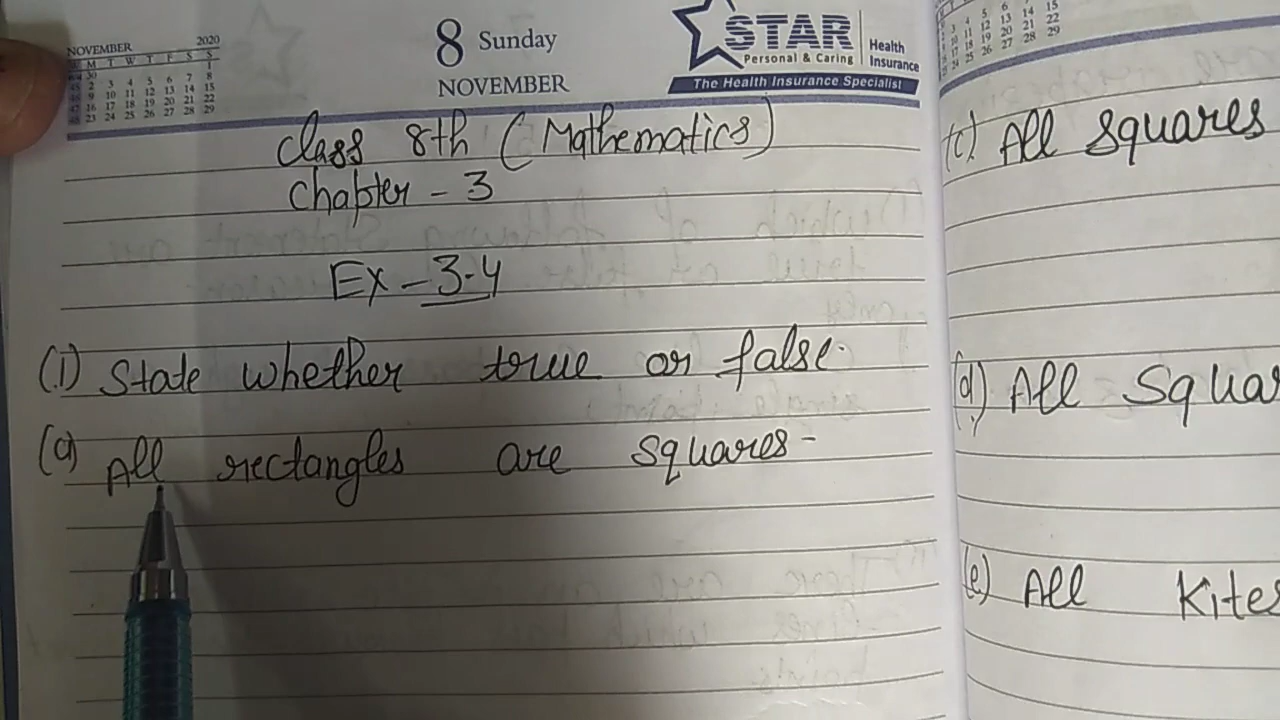 NOVEMBER 2020
8 Sunday
NOVEMBER
STAR
Personal & Caring
Health
Insurance
The Health Insurance Specialist
Class 8th (Mathematics)
Chapter - 3
Ex - 3.4
(1) State whether true or false.
(a) All rectangles are squares -
(c). All squares
(d) All Squar
(e) All Kites